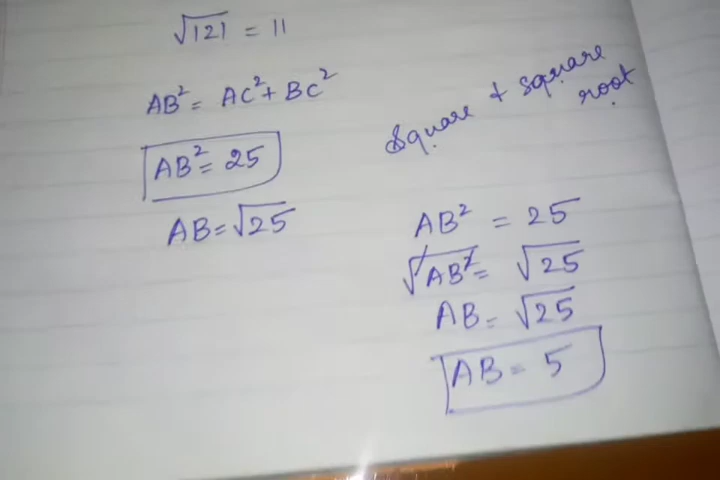 √121 = 11
AB² = AC² + BC²
AB² = 25
AB = √25
Square + square
root
AB² = 25
√AB² = √25
AB = √25
AB = 5